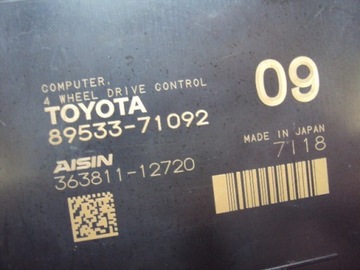 COMPUTER,
4 WHEEL DRIVE CONTROL
TOYOTA
89533-71092
09
MADE IN JAPAN
7118
AISIN
363811-12720